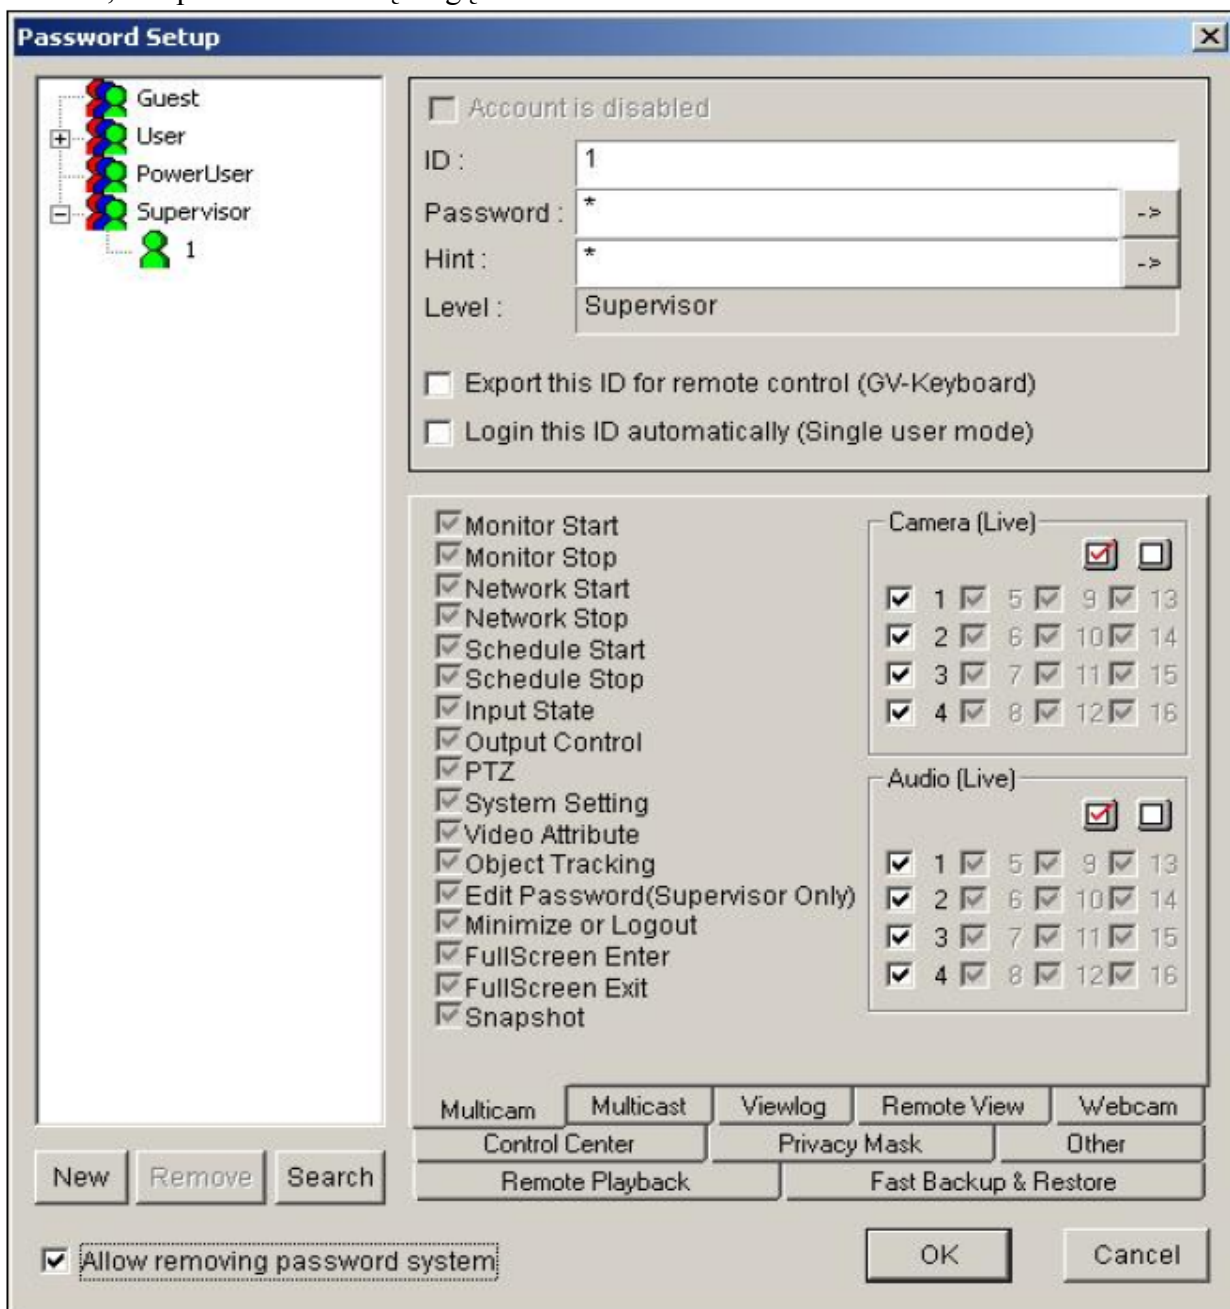 Password Setup
Guest
User
PowerUser
Supervisor
1
Account is disabled
ID : 1
Password : * ->
Hint : * ->
Level : Supervisor
Export this ID for remote control (GV-Keyboard)
Login this ID automatically (Single user mode)
Monitor Start
Monitor Stop
Network Start
Network Stop
Schedule Start
Schedule Stop
Input State
Output Control
PTZ
System Setting
Video Attribute
Object Tracking
Edit Password(Supervisor Only)
Minimize or Logout
FullScreen Enter
FullScreen Exit
Snapshot
Camera (Live)
1 5 9 13
2 6 10 14
3 7 11 15
4 8 12 16
Audio (Live)
1 5 9 13
2 6 10 14
3 7 11 15
4 8 12 16
Multicam Multicast Viewlog Remote View Webcam
Control Center Privacy Mask Other
Remote Playback Fast Backup & Restore
New Remove Search
Allow removing password system
OK Cancel